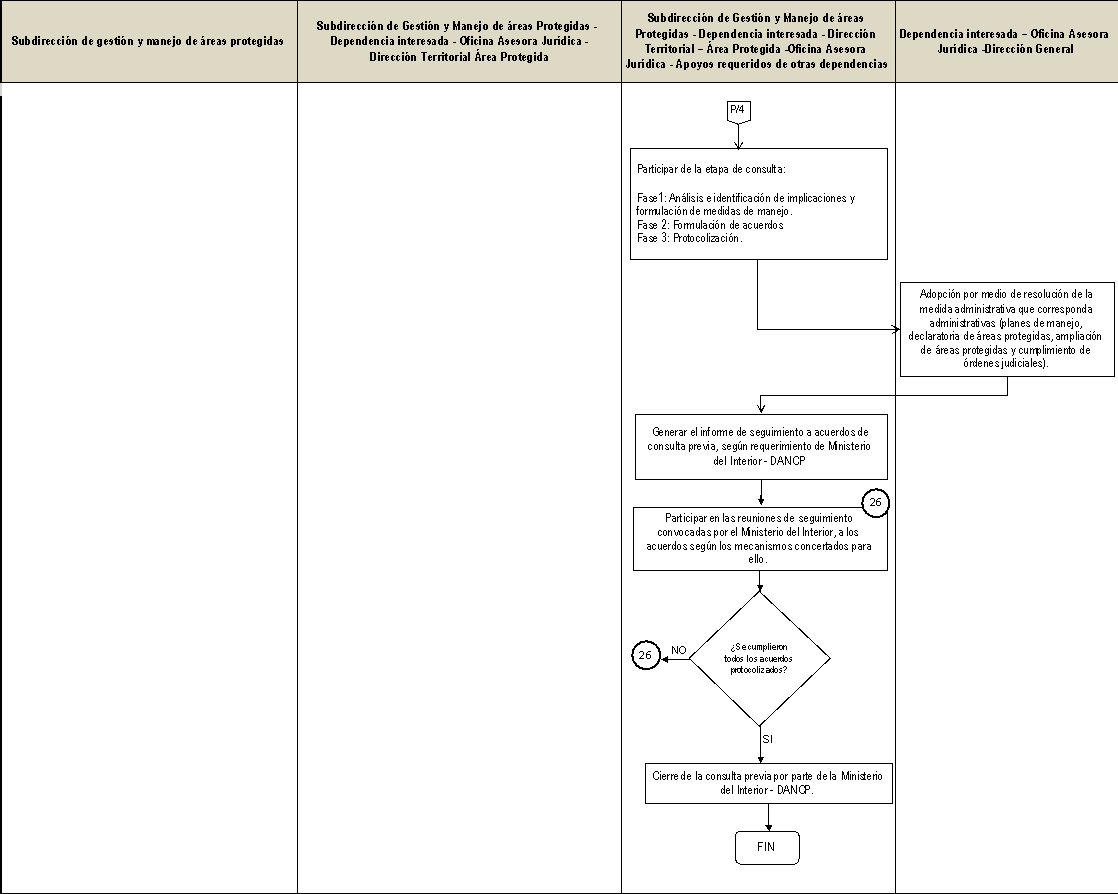 Subdirección de gestión y manejo de áreas protegidas
Subdirección de Gestión y Manejo de áreas Protegidas -
Dependencia interesada - Oficina Asesora Jurídica -
Dirección Territorial Área Protegida
Subdirección de Gestión y Manejo de áreas
Protegidas - Dependencia interesada - Dirección
Territorial – Área Protegida -Oficina Asesora
Jurídica - Apoyos requeridos de otras dependencias
Dependencia interesada – Oficina Asesora
Jurídica -Dirección General
P/4
Participar de la etapa de consulta:
Fase1: Análisis e identificación de implicaciones y
formulación de medidas de manejo.
Fase 2: Formulación de acuerdos
Fase 3: Protocolización.
Adopción por medio de resolución de la
medida administrativa que corresponda
administrativas (planes de manejo,
declaratoria de áreas protegidas, ampliación
de áreas protegidas y cumplimiento de
órdenes judiciales).
Generar el informe de seguimiento a acuerdos de
consulta previa, según requerimiento de Ministerio
del Interior - DANCP
26
Participar en las reuniones de seguimiento
convocadas por el Ministerio del Interior, a los
acuerdos según los mecanismos concertados para
ello.
¿Se cumplieron
todos los acuerdos
protocolizados?
NO
26
SI
Cierre de la consulta previa por parte de la Ministerio
del Interior - DANCP.
FIN